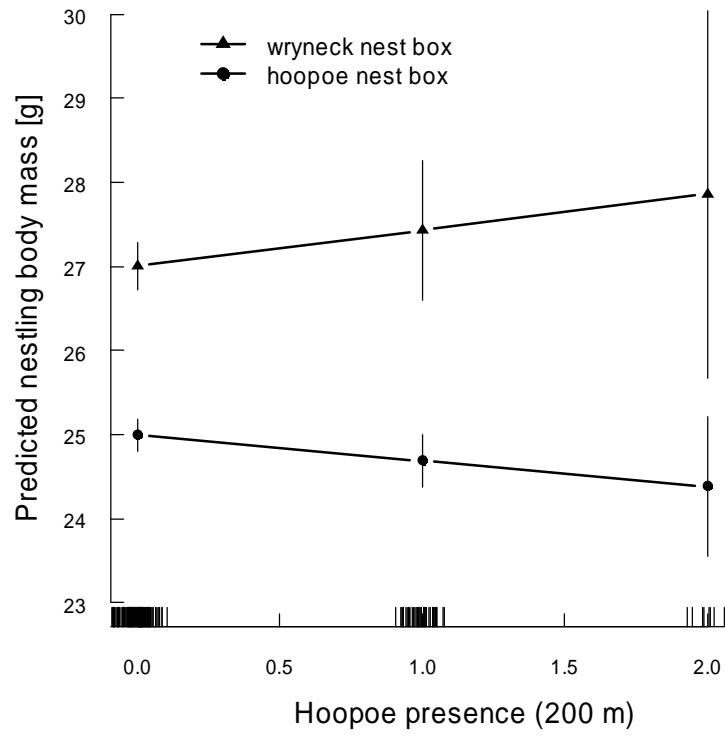 30
29
28
27
26
25
24
23
Predicted nestling body mass [g]
wryneck nest box
hoopoe nest box
0.0 0.5 1.0 1.5 2.0
Hoopoe presence (200 m)